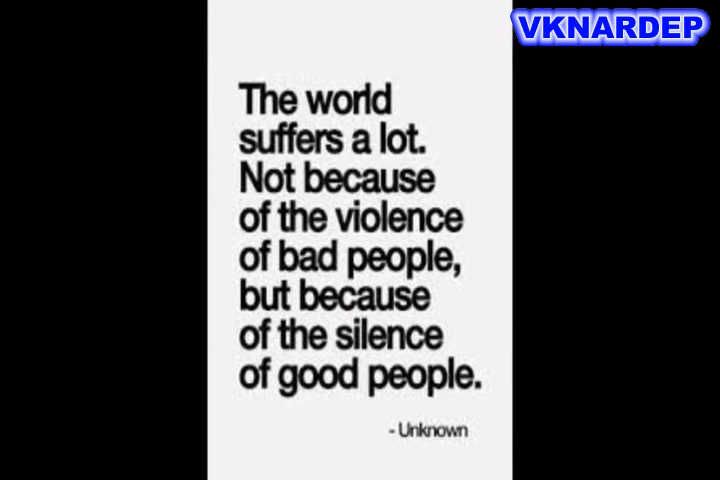 VKNARDEP
The world
suffers a lot.
Not because
of the violence
of bad people,
but because
of the silence
of good people.
- Unknown